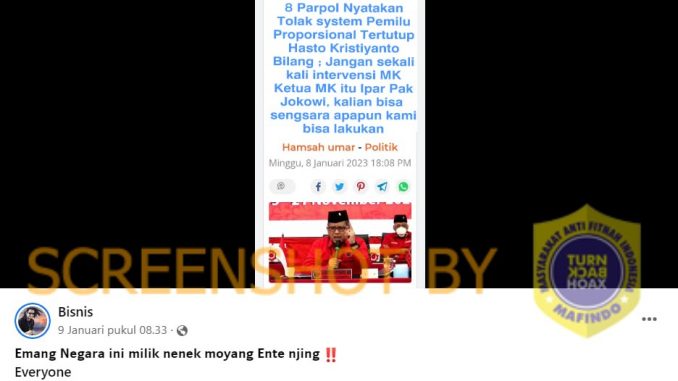 8 Parpol Nyatakan
Tolak system Pemilu
Proporsional Tertutup
Hasto Kristiyanto
Bilang ; Jangan sekali
kali intervensi MK
Ketua MK itu Ipar Pak
Jokowi, kalian bisa
sengsara apapun kami
bisa lakukan
Hamsah umar - Politik
Minggu, 8 Januari 2023 18:08 PM
SCREENSHOT BY
MASYARAKAT ANTI FITNAH INDONESIA
TURN
BACK
HOAX
MAFINDO
Bisnis
9 Januari pukul 08.33 ·
Emang Negara ini milik nenek moyang Ente njing ‼️
Everyone